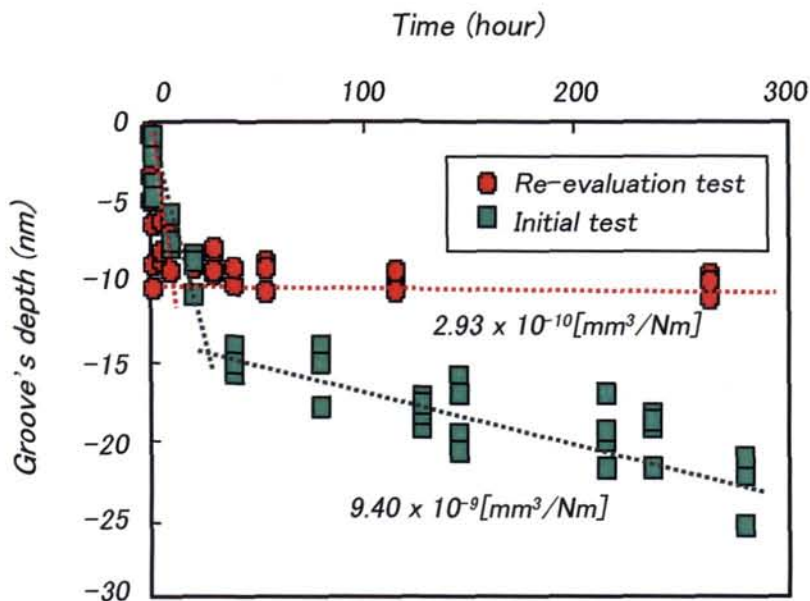 Time (hour)
0 100 200 300
0
-5
-10
-15
-20
-25
-30
Groove's depth (nm)
Re-evaluation test
Initial test
2.93 x 10⁻¹⁰[mm³/Nm]
9.40 x 10⁻⁹[mm³/Nm]